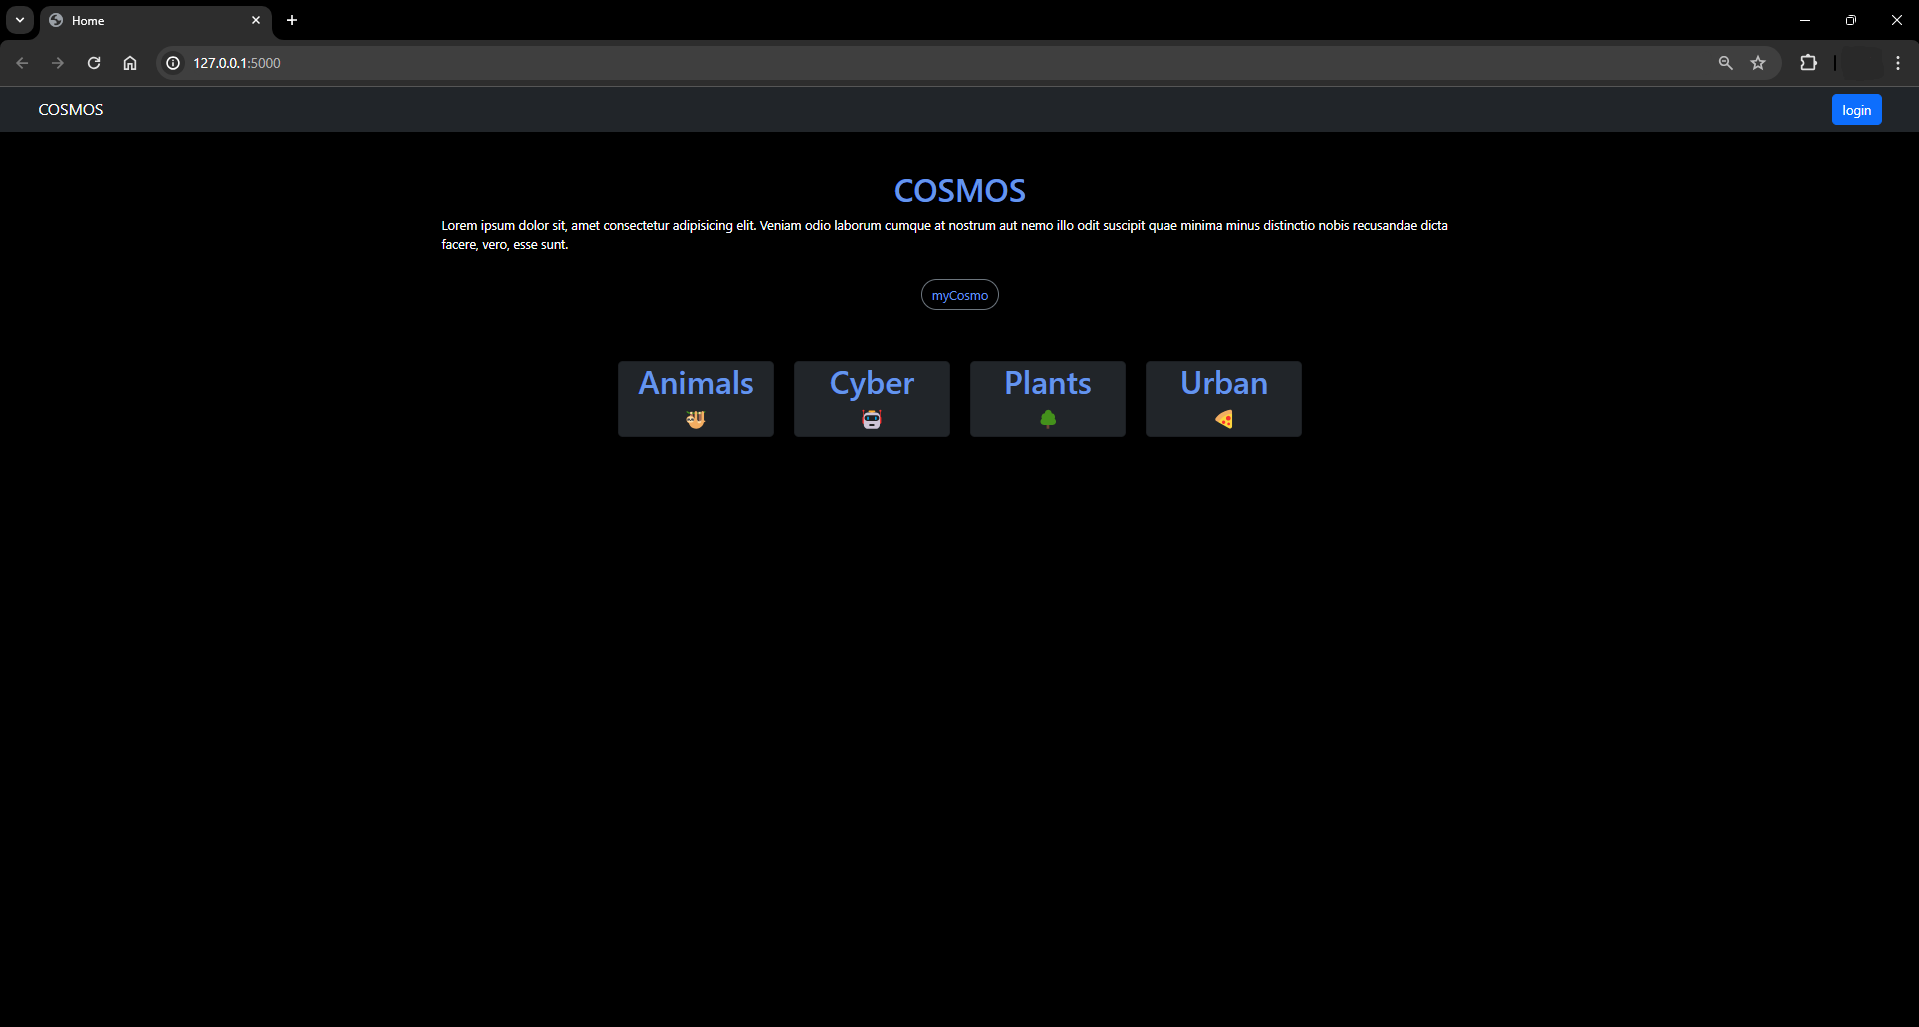 Home
127.0.0.1:5000
COSMOS
login
COSMOS
Lorem ipsum dolor sit, amet consectetur adipisicing elit. Veniam odio laborum cumque at nostrum aut nemo illo odit suscipit quae minima minus distinctio nobis recusandae dicta
facere, vero, esse sunt.
myCosmo
Animals
Cyber
Plants
Urban